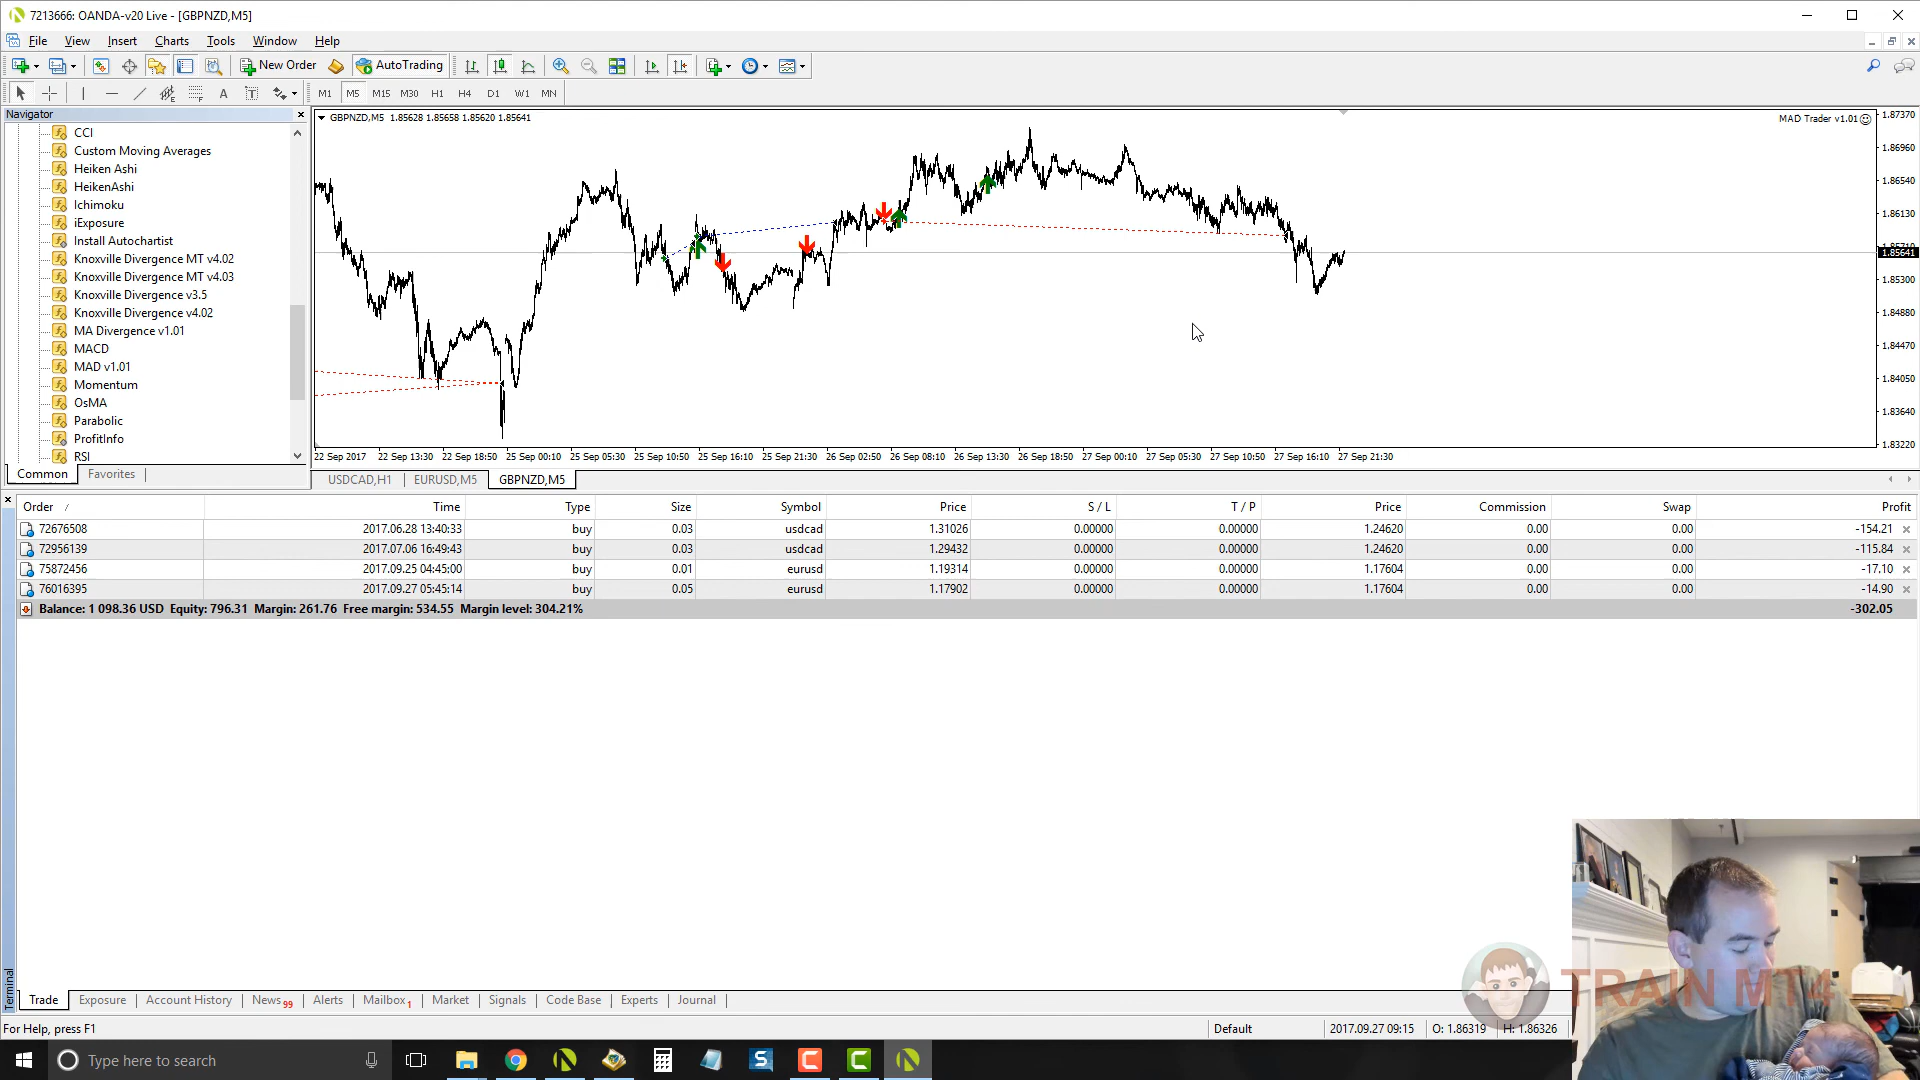 7213666: OANDA-v20 Live - [GBPNZD,M5]
File View Insert Charts Tools Window Help
New Order AutoTrading
A T M1 M5 M15 M30 H1 H4 D1 W1 MN
Navigator
CCI
Custom Moving Averages
Heiken Ashi
HeikenAshi
Ichimoku
iExposure
Install Autochartist
Knoxville Divergence MT v4.02
Knoxville Divergence MT v4.03
Knoxville Divergence v3.5
Knoxville Divergence v4.02
MA Divergence v1.01
MACD
MAD v1.01
Momentum
OsMA
Parabolic
ProfitInfo
RSI
Common Favorites
GBPNZD,M5 1.85628 1.85658 1.85620 1.85641
MAD Trader v1.01
1.87370
1.86960
1.86540
1.86130
1.85641
1.85300
1.84880
1.84470
1.84050
1.83640
1.83220
22 Sep 2017 22 Sep 13:30 22 Sep 18:50 25 Sep 00:10 25 Sep 05:30 25 Sep 10:50 25 Sep 16:10 25 Sep 21:30 26 Sep 02:50 26 Sep 08:10 26 Sep 13:30 26 Sep 18:50 27 Sep 00:10 27 Sep 05:30 27 Sep 10:50 27 Sep 16:10 27 Sep 21:30
USDCAD,H1 EURUSD,M5 GBPNZD,M5
Order / Time Type Size Symbol Price S / L T / P Price Commission Swap Profit
72676508 2017.06.28 13:40:33 buy 0.03 usdcad 1.31026 0.00000 0.00000 1.24620 0.00 0.00 -154.21
72956139 2017.07.06 16:49:43 buy 0.03 usdcad 1.29432 0.00000 0.00000 1.24620 0.00 0.00 -115.84
75872456 2017.09.25 04:45:00 buy 0.01 eurusd 1.19314 0.00000 0.00000 1.17604 0.00 0.00 -17.10
76016395 2017.09.27 05:45:14 buy 0.05 eurusd 1.17902 0.00000 0.00000 1.17604 0.00 0.00 -14.90
Balance: 1 098.36 USD Equity: 796.31 Margin: 261.76 Free margin: 534.55 Margin level: 304.21% -302.05
Terminal
Trade Exposure Account History News 99 Alerts Mailbox 1 Market Signals Code Base Experts Journal
For Help, press F1 Default 2017.09.27 09:15 O: 1.86319 H: 1.86326
TRAIN MT4
Type here to search